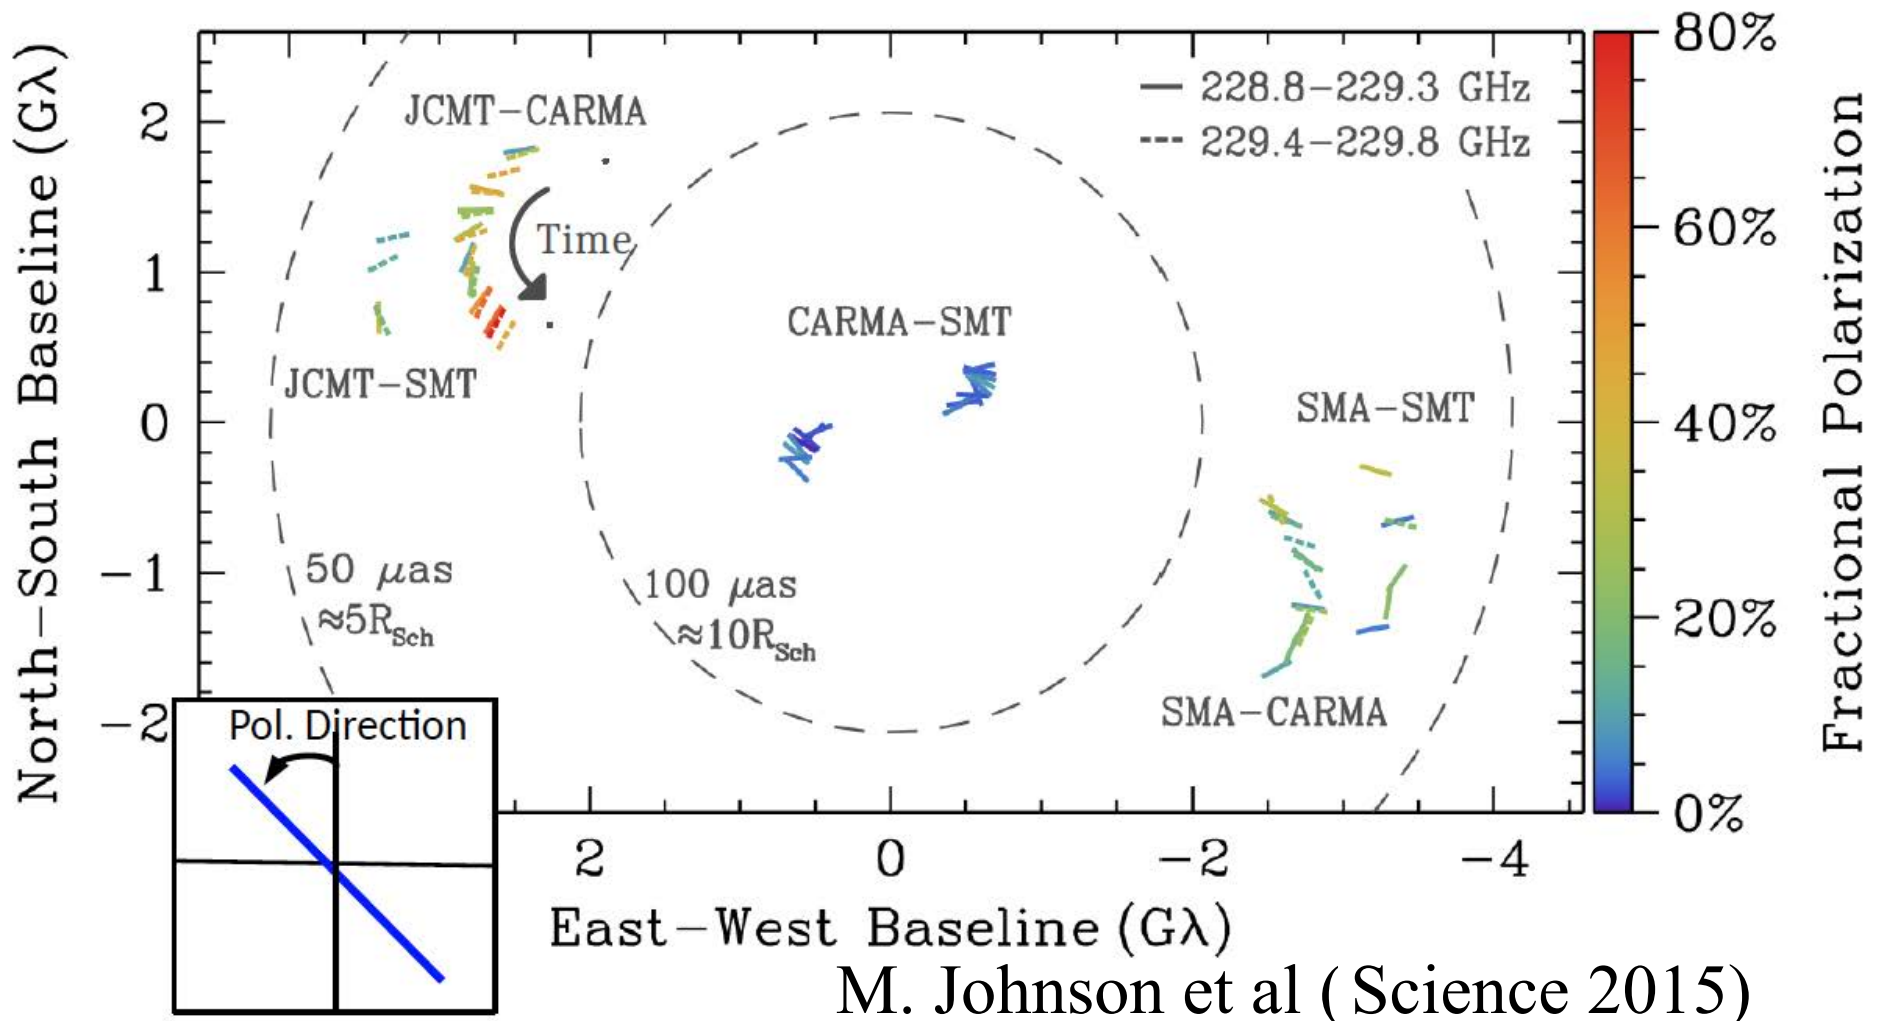 North-South Baseline (Gλ)
2
1
0
-1
-2
JCMT-CARMA
228.8-229.3 GHz
229.4-229.8 GHz
Time
CARMA-SMT
JCMT-SMT
SMA-SMT
50 μas
≈5R_Sch
100 μas
≈10R_Sch
SMA-CARMA
80%
60%
40%
20%
0%
Fractional Polarization
Pol. Direction
2
0
-2
-4
East-West Baseline (Gλ)
M. Johnson et al ( Science 2015)